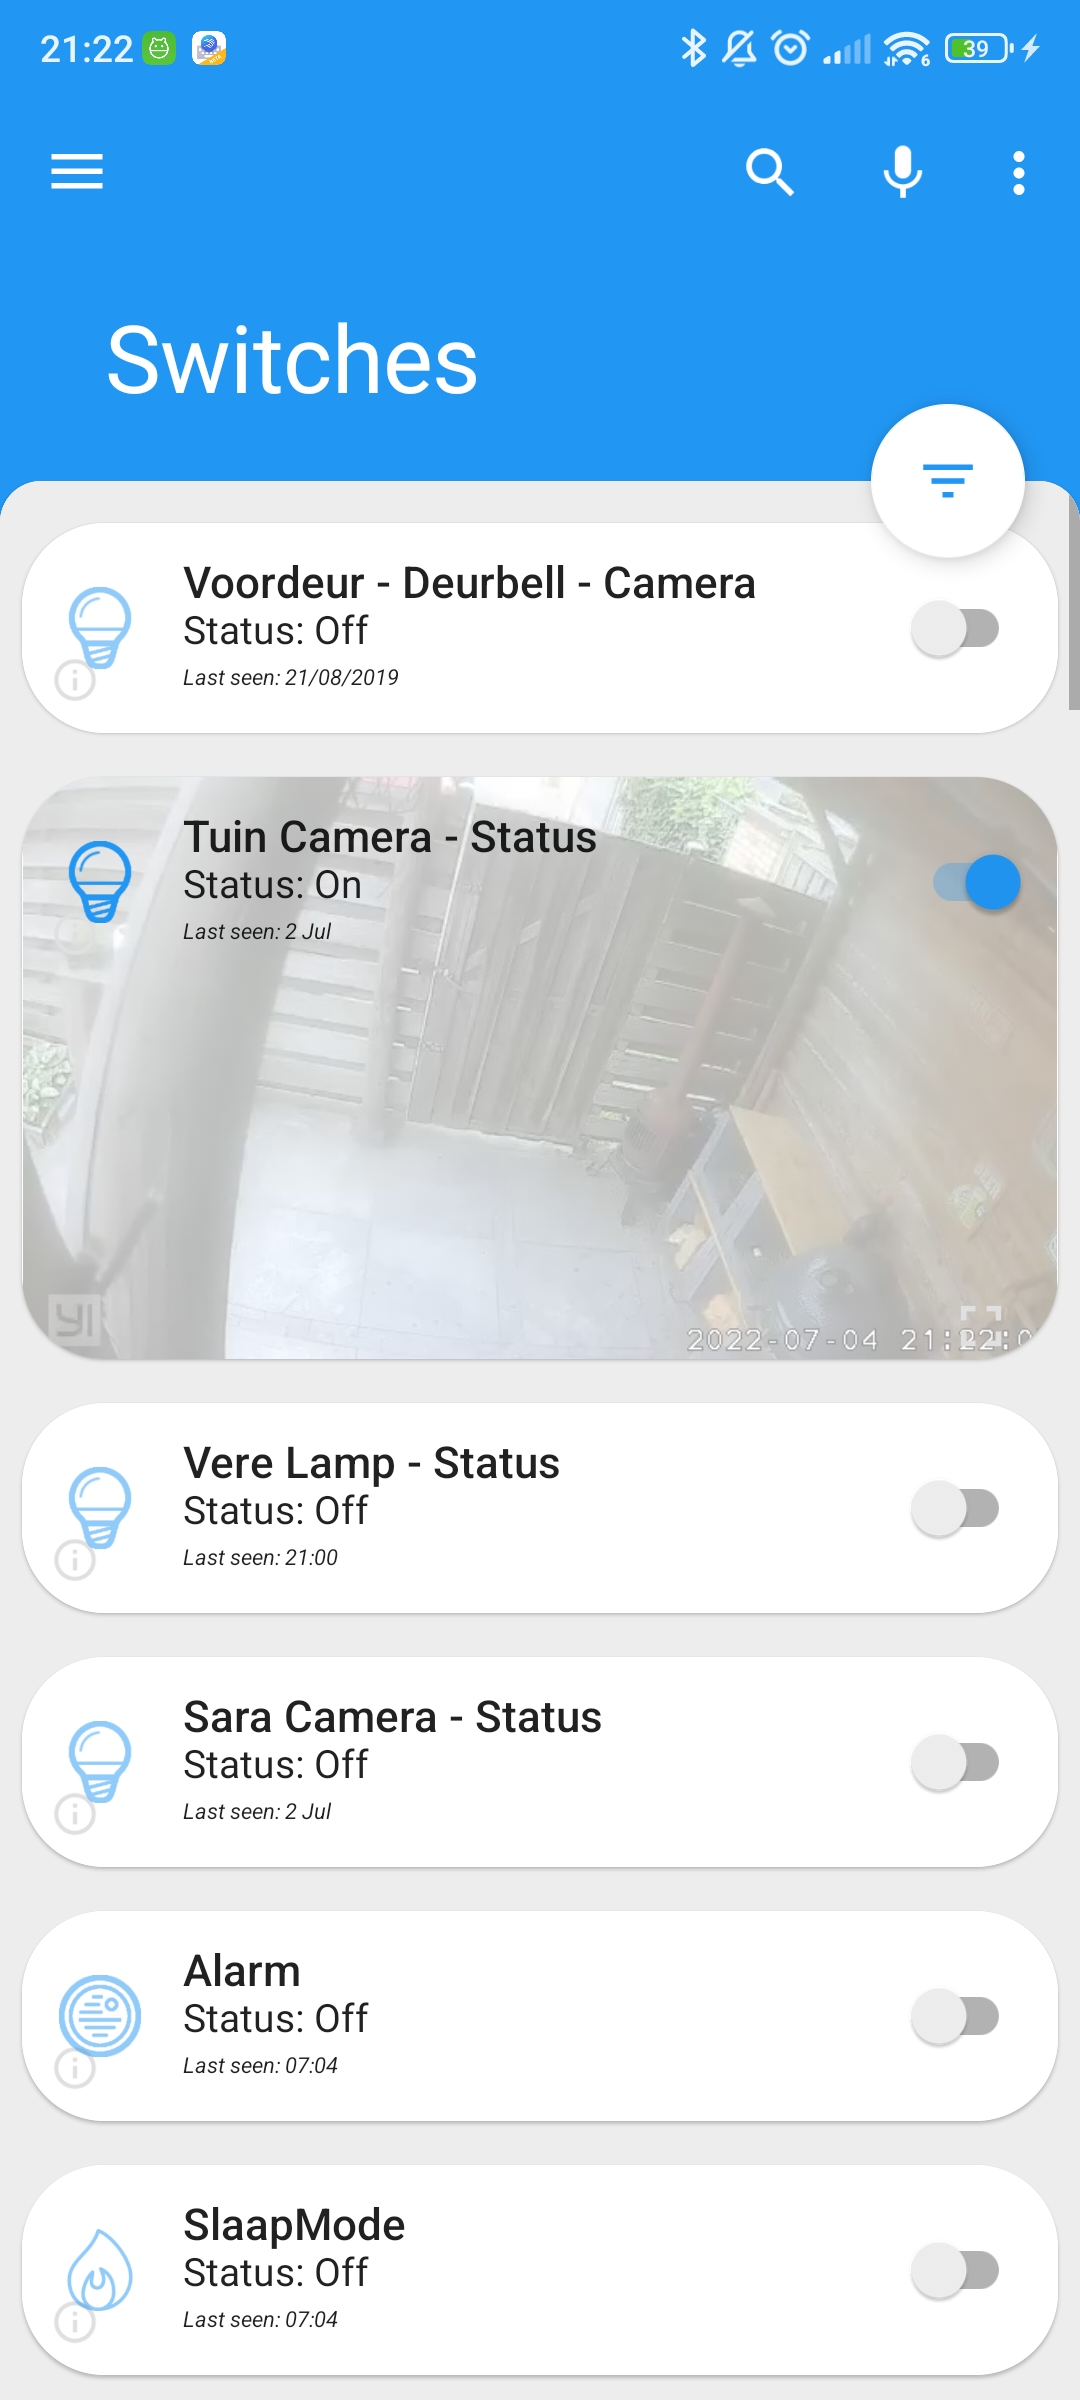 21:22
6
39
Switches
Voordeur - Deurbell - Camera
Status: Off
Last seen: 21/08/2019
Tuin Camera - Status
Status: On
Last seen: 2 Jul
YI
2022-07-04 21:22:0
Vere Lamp - Status
Status: Off
Last seen: 21:00
Sara Camera - Status
Status: Off
Last seen: 2 Jul
Alarm
Status: Off
Last seen: 07:04
SlaapMode
Status: Off
Last seen: 07:04